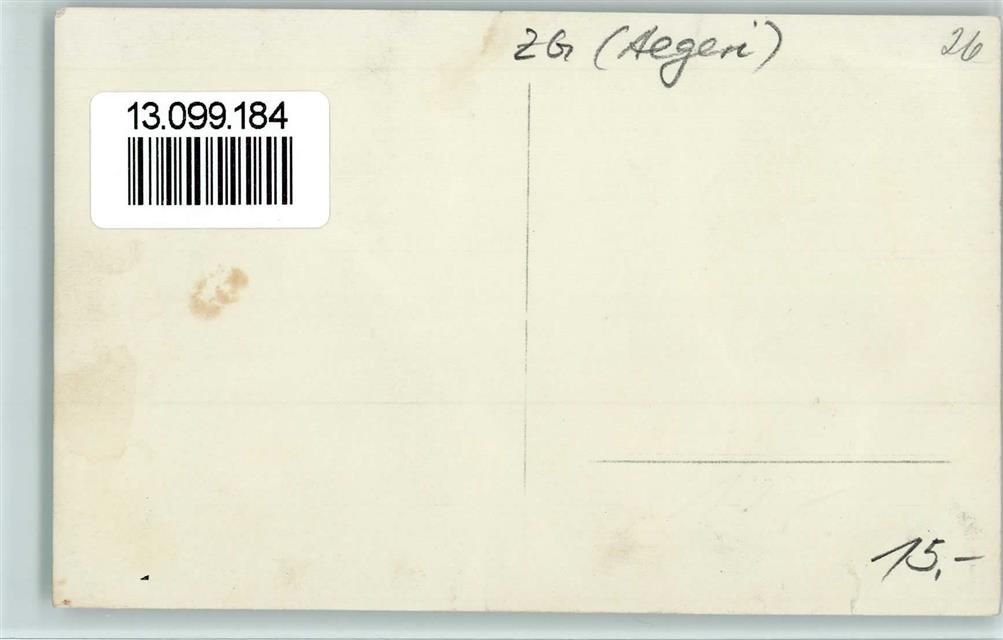 ZG (Aegeri)
26
13.099.184
15,-